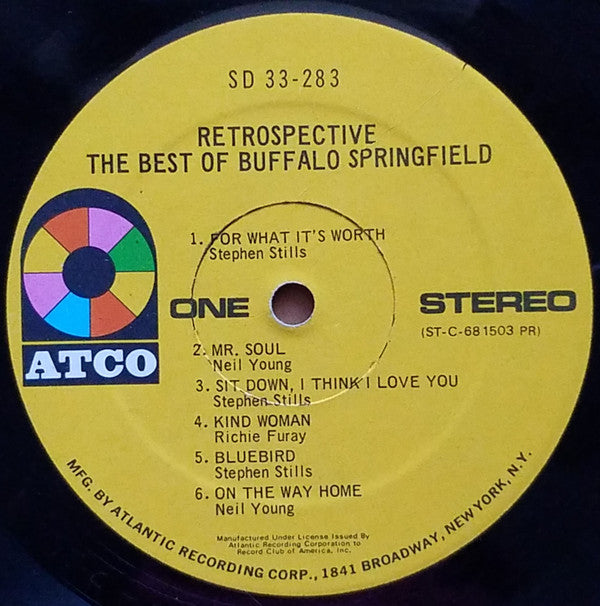 SD 33-283
RETROSPECTIVE
THE BEST OF BUFFALO SPRINGFIELD
1. FOR WHAT IT'S WORTH
Stephen Stills
ATCO
ONE
STEREO
(ST-C-681503 PR)
2. MR. SOUL
Neil Young
3. SIT DOWN, I THINK I LOVE YOU
Stephen Stills
4. KIND WOMAN
Richie Furay
5. BLUEBIRD
Stephen Stills
6. ON THE WAY HOME
Neil Young
Manufactured Under License Issued By
Atlantic Recording Corporation to
Record Club of America, Inc.
MFG. BY ATLANTIC RECORDING CORP., 1841 BROADWAY, NEW YORK, N.Y.